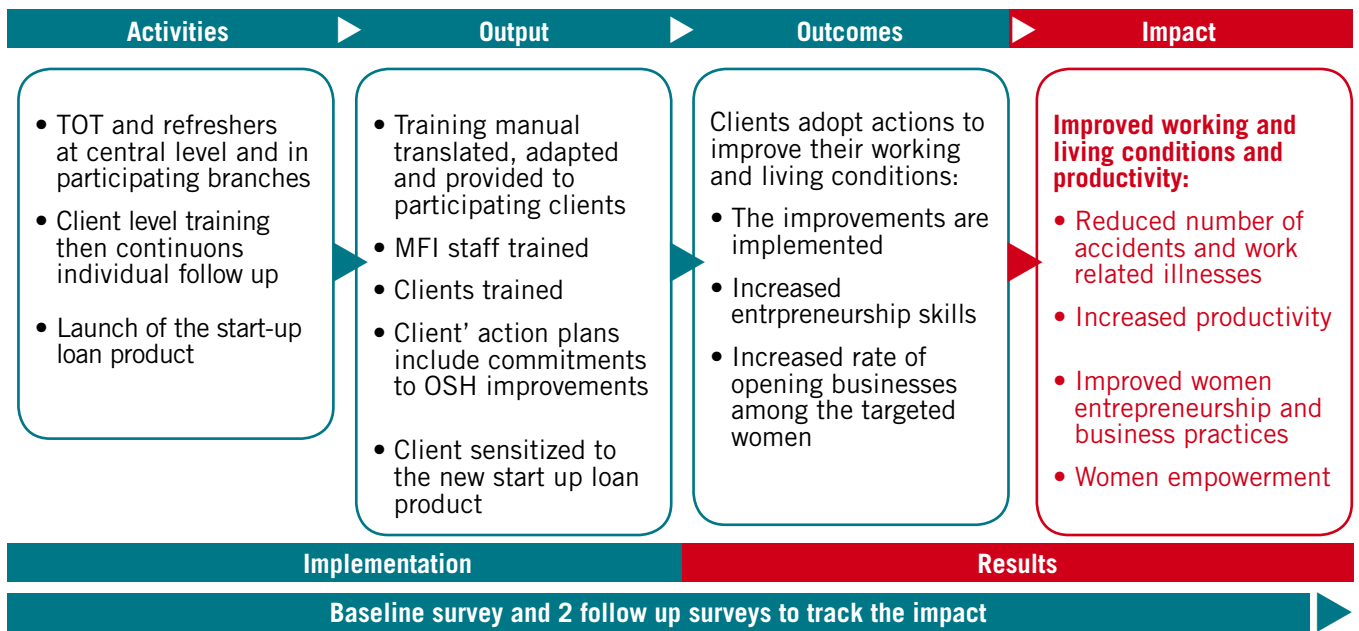 Activities
Output
Outcomes
Impact
• TOT and refreshers
at central level and in
participating branches
• Client level training
then continuons
individual follow up
• Launch of the start-up
loan product
• Training manual
translated, adapted
and provided to
participating clients
• MFI staff trained
• Clients trained
• Client’ action plans
include commitments
to OSH improvements
• Client sensitized to
the new start up loan
product
Clients adopt actions to
improve their working
and living conditions:
• The improvements are
implemented
• Increased
entrpreneurship skills
• Increased rate of
opening businesses
among the targeted
women
Improved working and
living conditions and
productivity:
• Reduced number of
accidents and work
related illnesses
• Increased productivity
• Improved women
entrepreneurship and
business practices
• Women empowerment
Implementation
Results
Baseline survey and 2 follow up surveys to track the impact